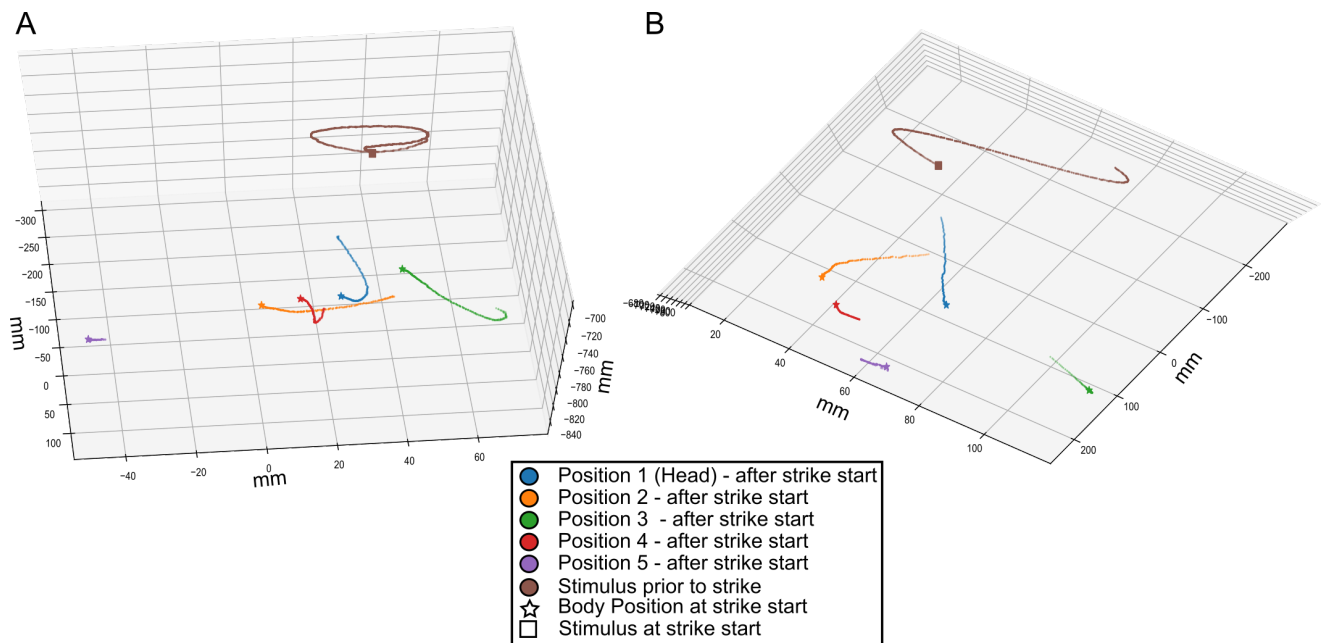 A
B
-300
-250
-200
-150
-100
-50
0
50
100
mm
-40
-20
0
20
40
60
mm
-700
-720
-740
-760
-780
-800
-820
-840
mm
20
40
60
80
100
mm
-200
-100
0
100
200
mm
Position 1 (Head) - after strike start
Position 2 - after strike start
Position 3 - after strike start
Position 4 - after strike start
Position 5 - after strike start
Stimulus prior to strike
Body Position at strike start
Stimulus at strike start